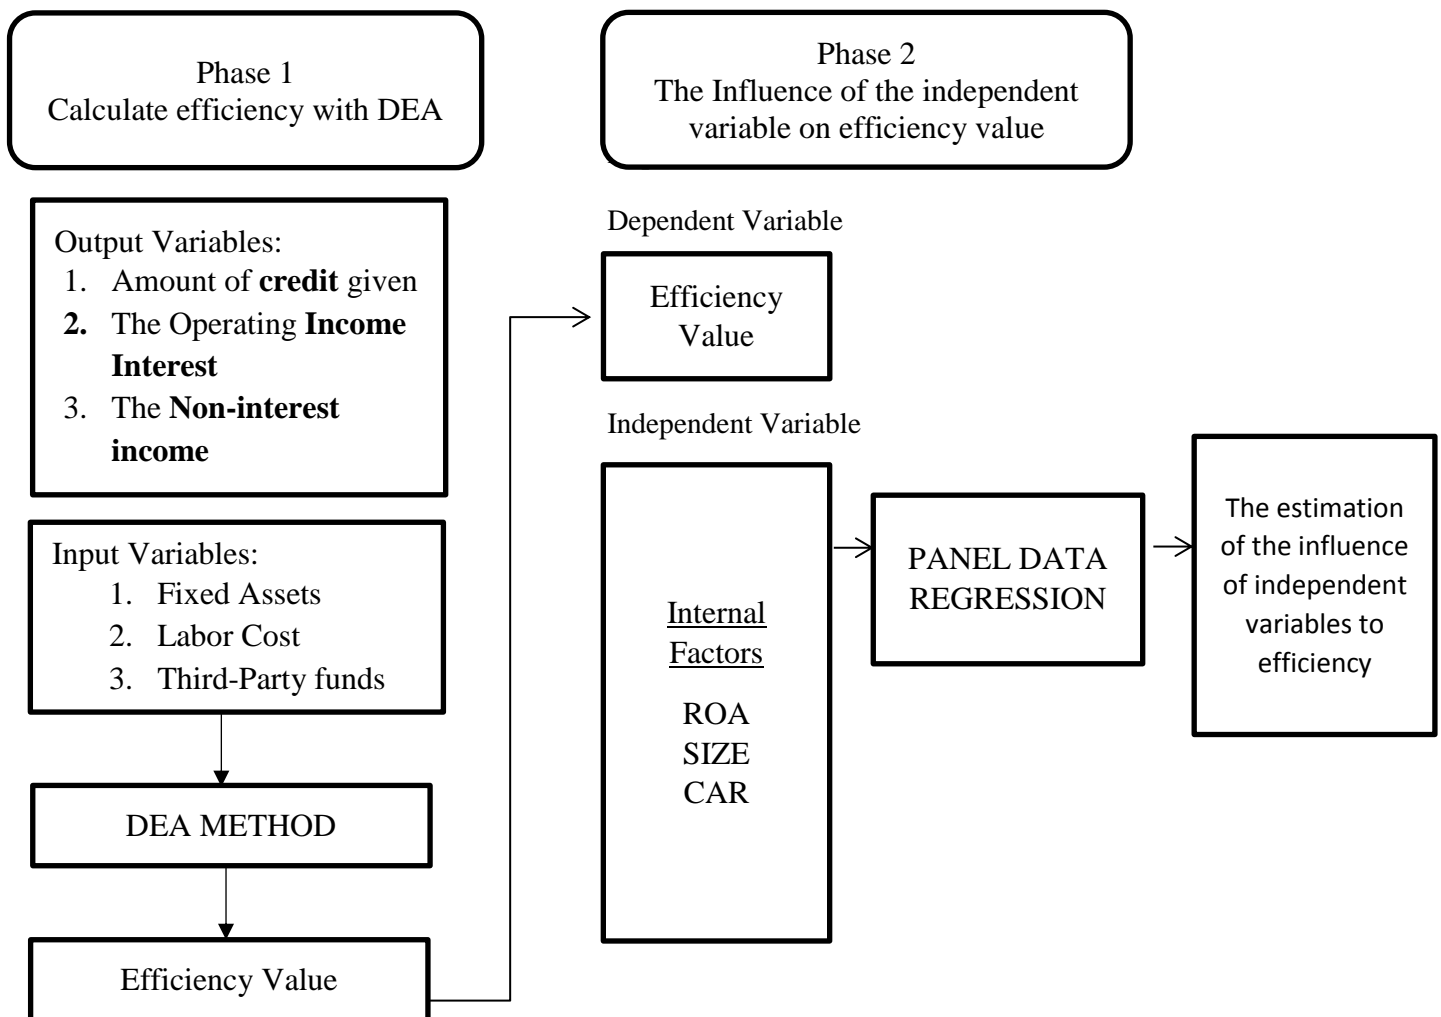 Phase 1
Calculate efficiency with DEA
Phase 2
The Influence of the independent
variable on efficiency value
Output Variables:
1. Amount of credit given
2. The Operating Income
Interest
3. The Non-interest
income
Input Variables:
1. Fixed Assets
2. Labor Cost
3. Third-Party funds
DEA METHOD
Efficiency Value
Dependent Variable
Efficiency
Value
Independent Variable
Internal
Factors
ROA
SIZE
CAR
PANEL DATA
REGRESSION
The estimation
of the influence
of independent
variables to
efficiency